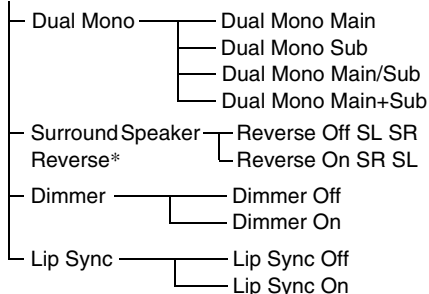 Dual Mono Dual Mono Main
Dual Mono Sub
Dual Mono Main/Sub
Dual Mono Main+Sub
Surround Speaker Reverse Off SL SR
Reverse* Reverse On SR SL
Dimmer Dimmer Off
Dimmer On
Lip Sync Lip Sync Off
Lip Sync On